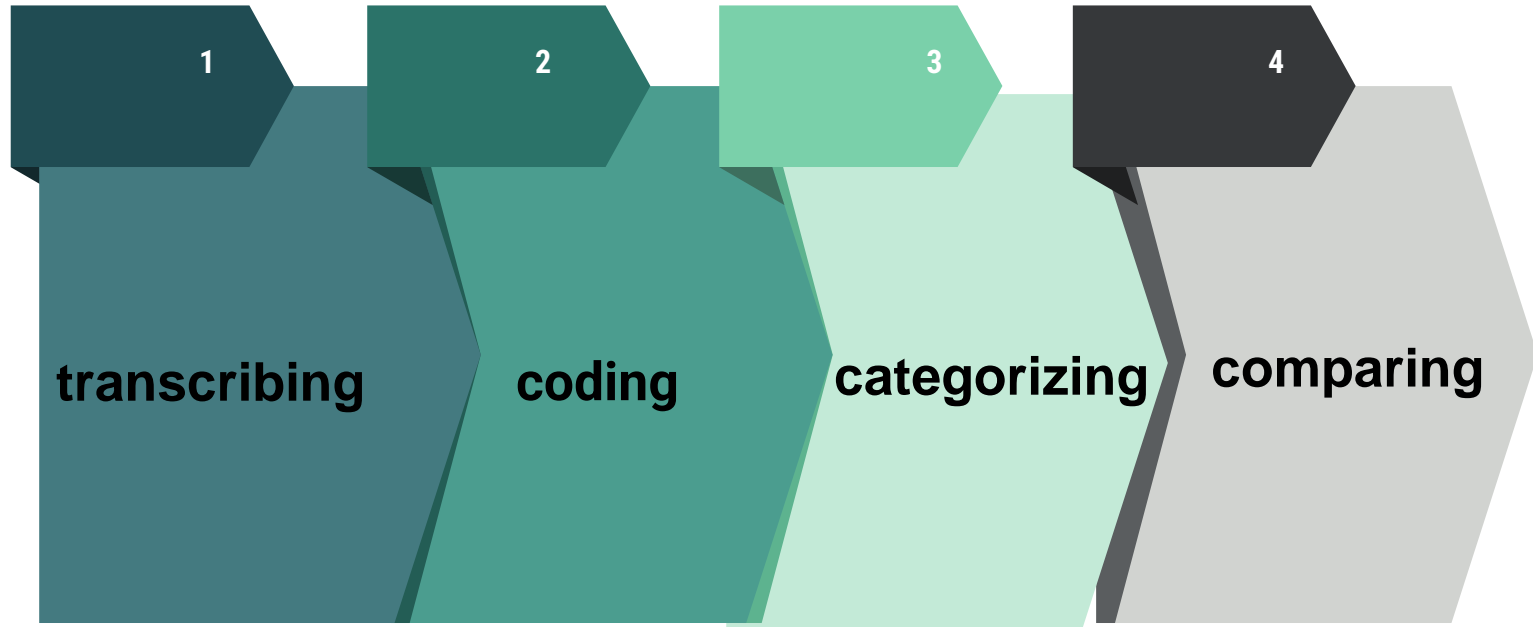 1
transcribing
2
coding
3
categorizing
4
comparing